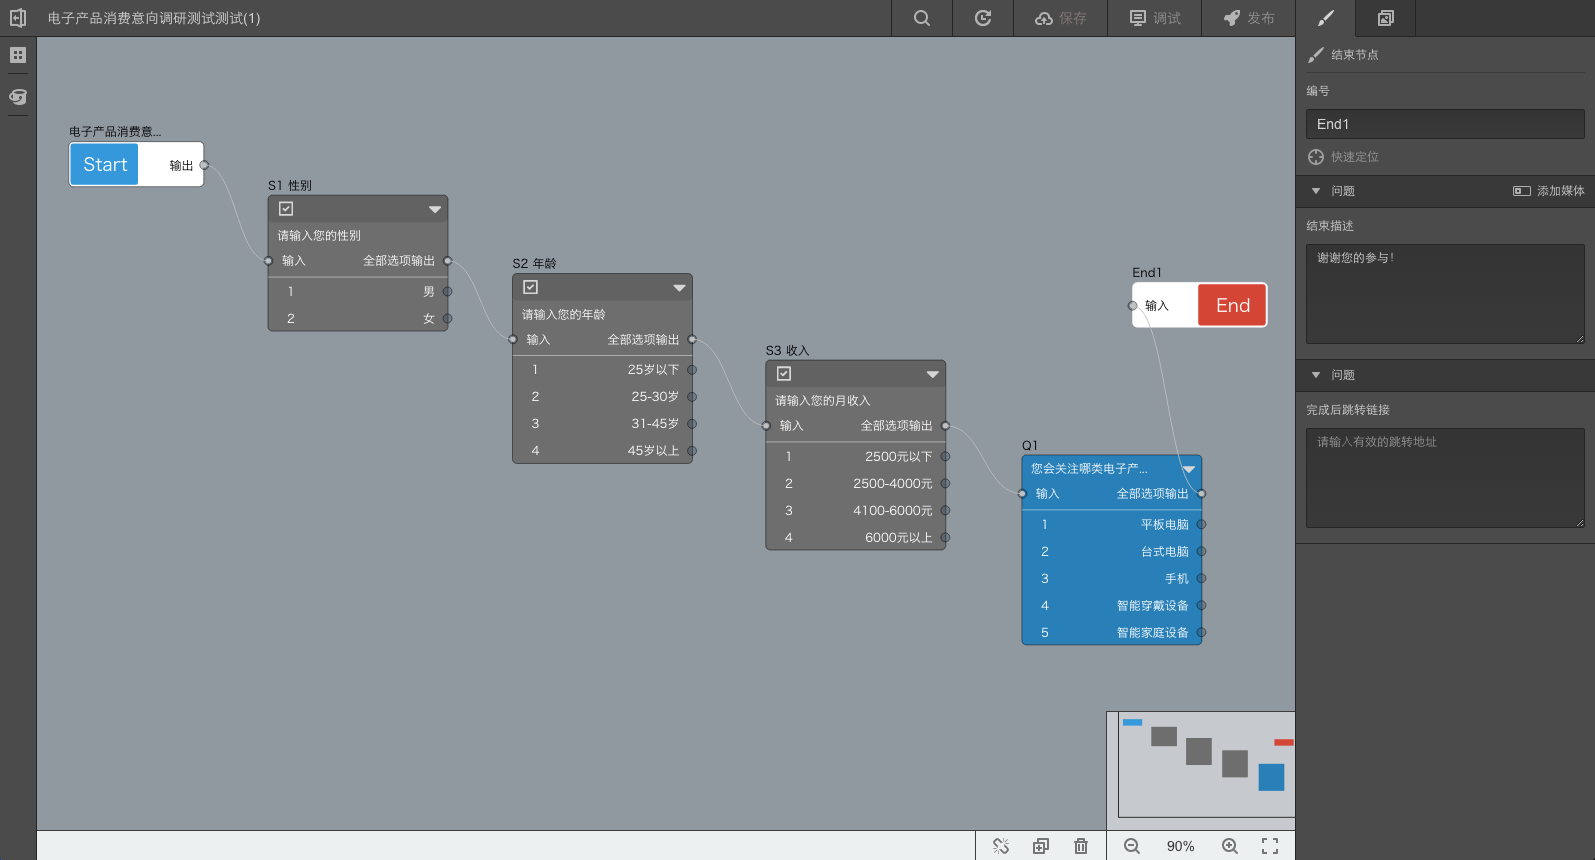 电子产品消费意向调研测试测试(1)
保存
调试
发布
结束节点
编号
End1
快速定位
问题
添加媒体
结束描述
谢谢您的参与!
问题
完成后跳转链接
请输入有效的跳转地址
电子产品消费意...
Start
输出
S1 性别
请输入您的性别
输入 全部选项输出
1 男
2 女
S2 年龄
请输入您的年龄
输入 全部选项输出
1 25岁以下
2 25-30岁
3 31-45岁
4 45岁以上
S3 收入
请输入您的月收入
输入 全部选项输出
1 2500元以下
2 2500-4000元
3 4100-6000元
4 6000元以上
Q1
您会关注哪类电子产...
输入 全部选项输出
1 平板电脑
2 台式电脑
3 手机
4 智能穿戴设备
5 智能家庭设备
End1
输入
End
90%